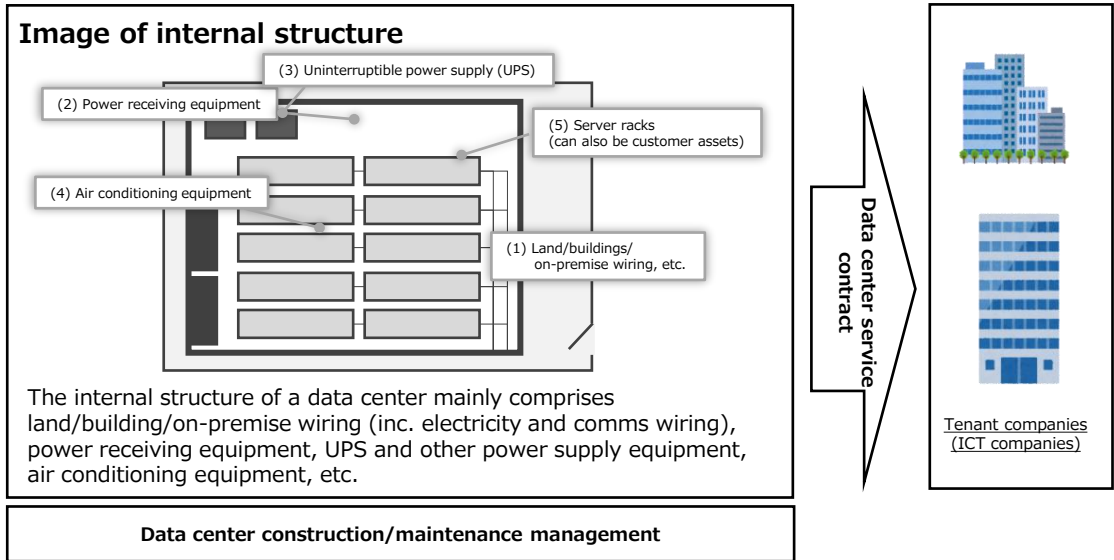 Image of internal structure
(3) Uninterruptible power supply (UPS)
(2) Power receiving equipment
(5) Server racks
(can also be customer assets)
(4) Air conditioning equipment
(1) Land/buildings/
on-premise wiring, etc.
The internal structure of a data center mainly comprises
land/building/on-premise wiring (inc. electricity and comms wiring),
power receiving equipment, UPS and other power supply equipment,
air conditioning equipment, etc.
Data center construction/maintenance management
Data center service
contract
Tenant companies
(ICT companies)